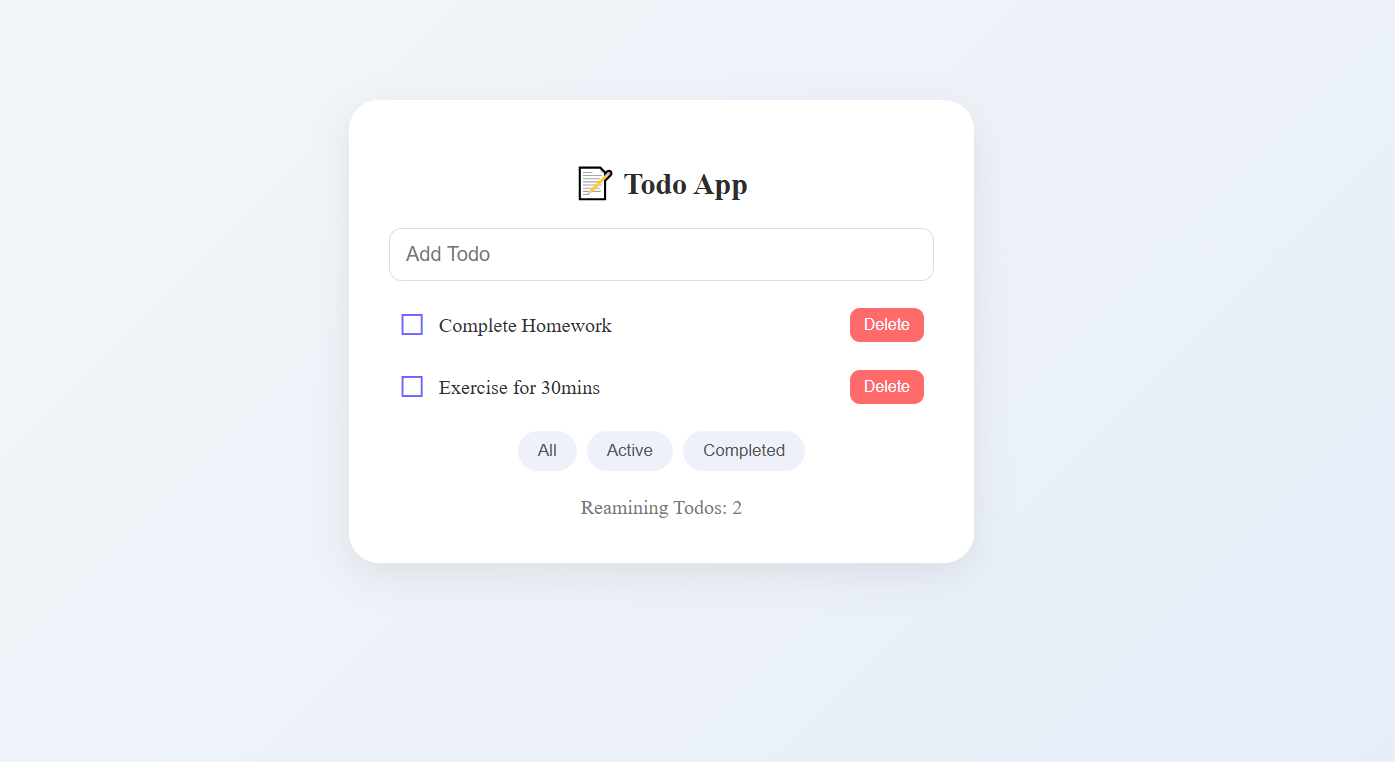 Todo App
Add Todo
Complete Homework Delete
Exercise for 30mins Delete
All Active Completed
Reamining Todos: 2